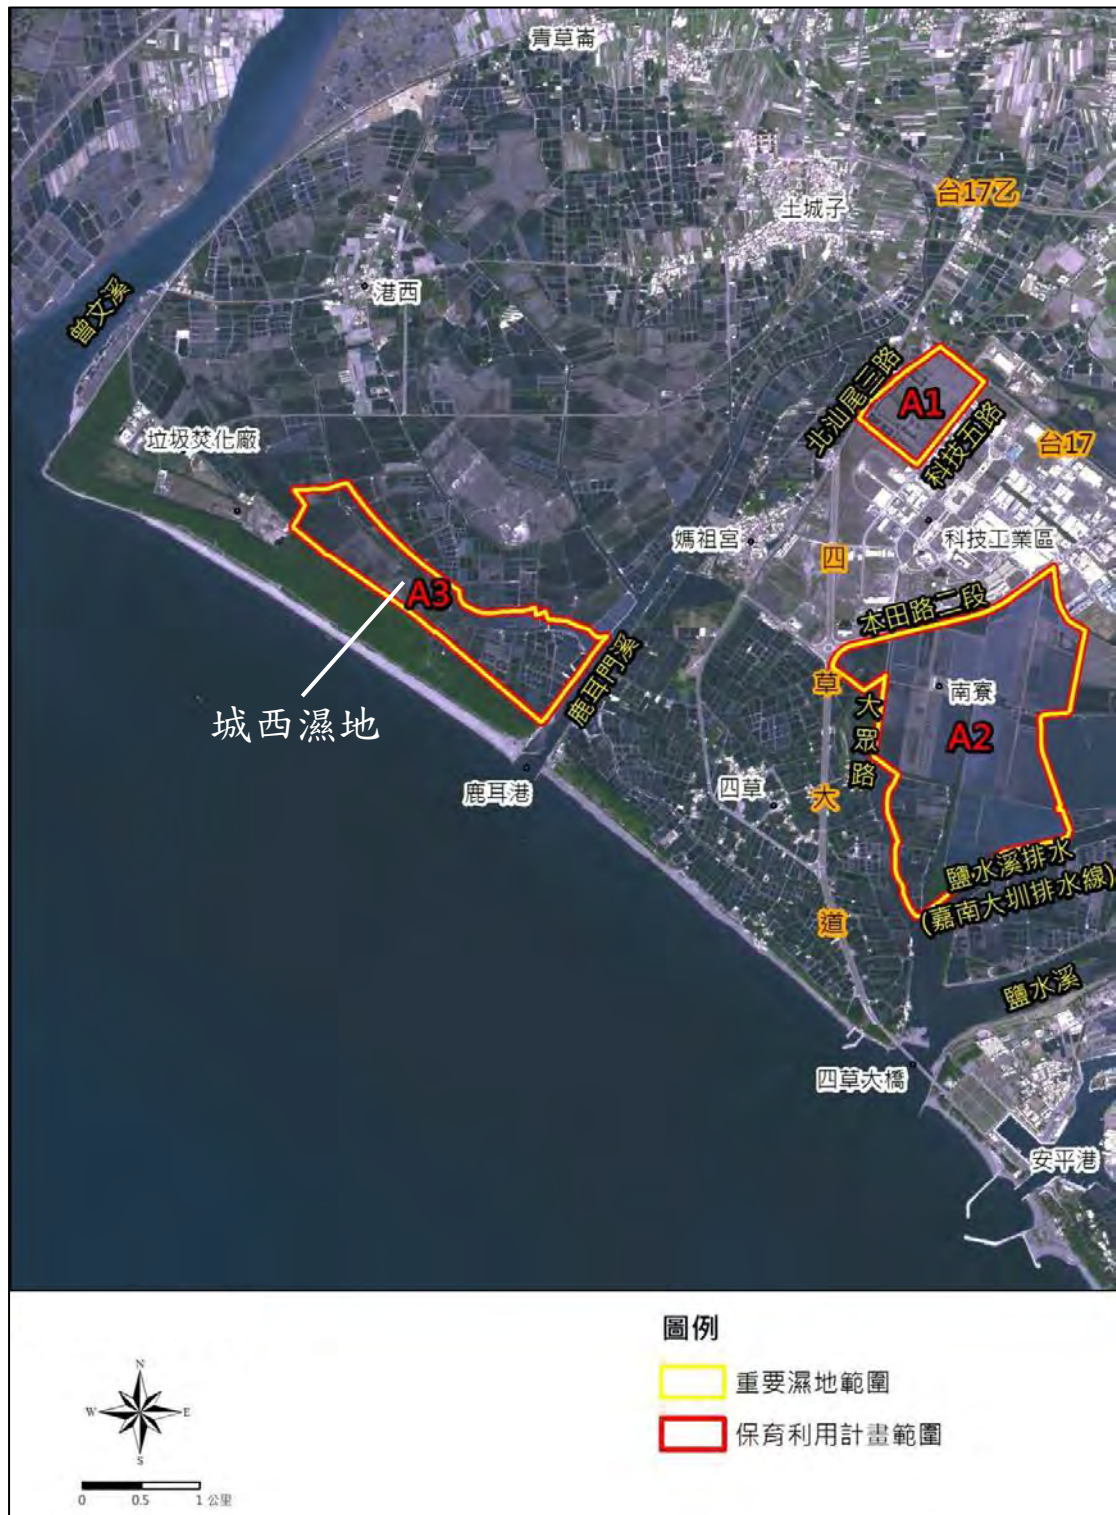 青草崙
台17乙
土城子
港西
曾文溪
北汕尾三路
A1
科技五路
台17
垃圾焚化廠
媽祖宮
科技工業區
四草大道
本田路二段
A3
鹿耳門溪
城西濕地
南寮
大眾路
A2
鹿耳港
四草
鹽水溪排水
(嘉南大圳排水線)
鹽水溪
四草大橋
安平港
圖例
重要濕地範圍
保育利用計畫範圍
N
W
E
S
0 0.5 1 公里